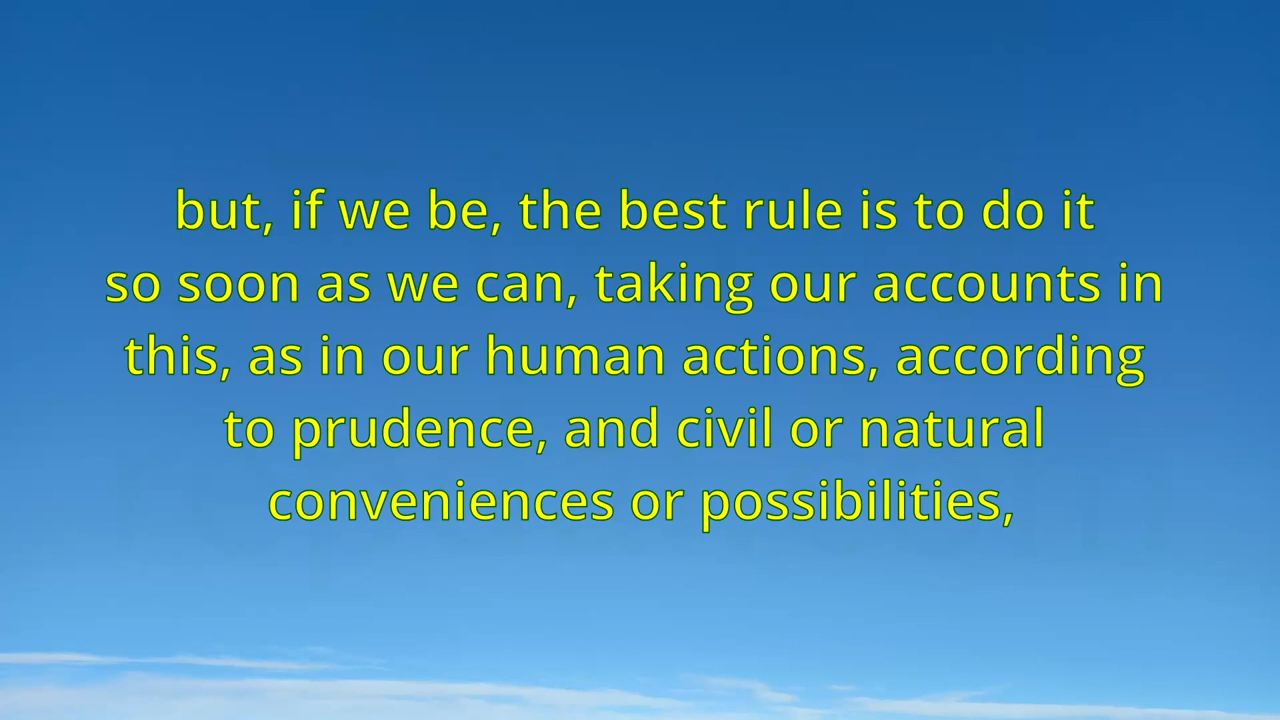 but, if we be, the best rule is to do it
so soon as we can, taking our accounts in
this, as in our human actions, according
to prudence, and civil or natural
conveniences or possibilities,